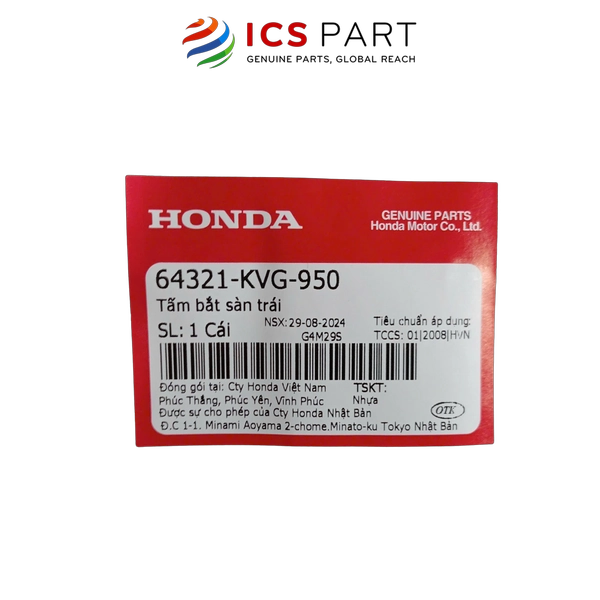 ICS PART
GENUINE PARTS, GLOBAL REACH
HONDA
GENUINE PARTS
Honda Motor Co., Ltd.
64321-KVG-950
Tấm bắt sàn trái
SL: 1 Cái
NSX: 29-08-2024
G4M29S
Tiêu chuẩn áp dụng:
TCCS: 01|2008|HVN
Đóng gói tại: Cty Honda Việt Nam
Phúc Thắng, Phúc Yên, Vĩnh Phúc
TSKT:
Nhựa
Được sự cho phép của Cty Honda Nhật Bản
Đ.C 1-1. Minami Aoyama 2-chome.Minato-ku Tokyo Nhật Bản
OTK